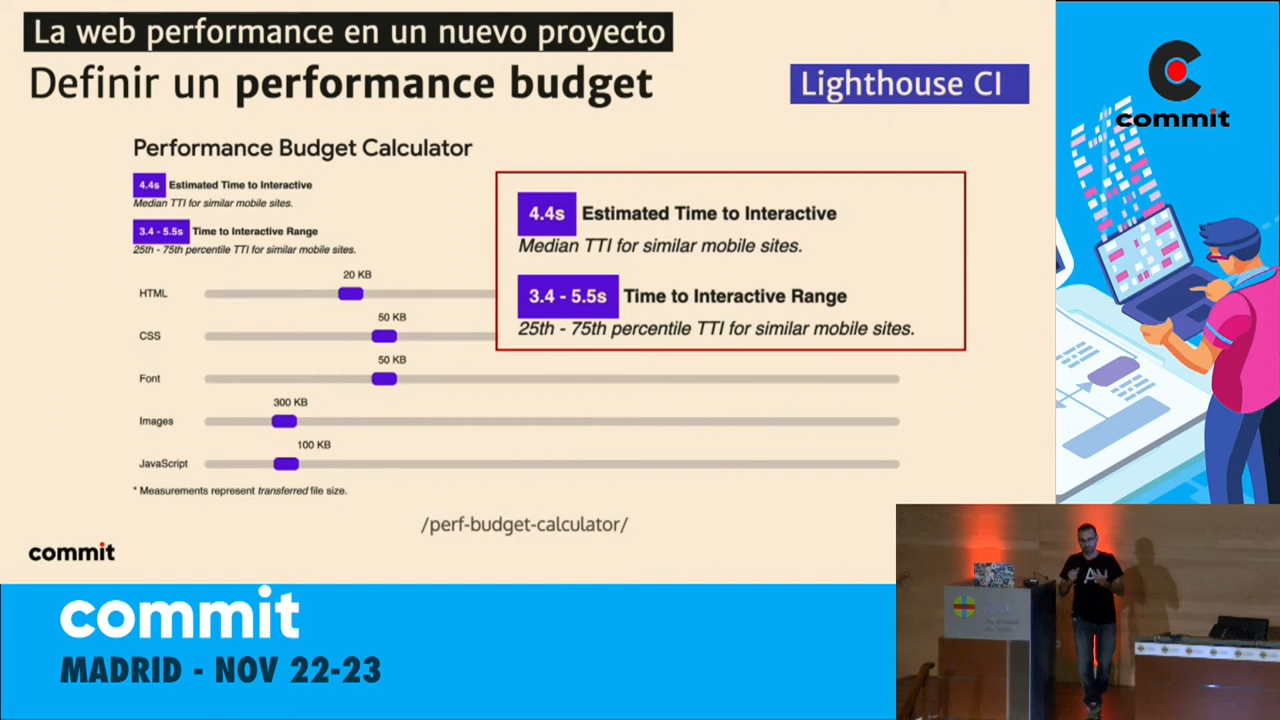 La web performance en un nuevo proyecto
Definir un performance budget
Lighthouse CI
Performance Budget Calculator
4.4s Estimated Time to Interactive
Median TTI for similar mobile sites.
3.4 - 5.5s Time to Interactive Range
25th - 75th percentile TTI for similar mobile sites.
4.4s Estimated Time to Interactive
Median TTI for similar mobile sites.
3.4 - 5.5s Time to Interactive Range
25th - 75th percentile TTI for similar mobile sites.
20 KB
HTML
50 KB
CSS
50 KB
Font
300 KB
Images
100 KB
JavaScript
* Measurements represent transferred file size.
/perf-budget-calculator/
commit
commit
commit
MADRID - NOV 22-23